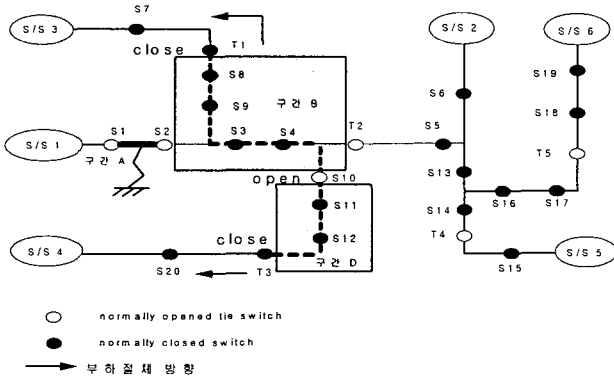 S7
S/S 3
close
T1
S/S 2
S/S 6
S8
S19
S9
구간 B
S6
S18
S1
S2
S3
S4
T2
S5
T5
S/S 1
구간 A
open
S10
S13
S11
S14
S16
S17
close
S12
T4
S/S 4
구간 D
S20
T3
S15
S/S 5
normally opened tie switch
normally closed switch
부하절체 방향